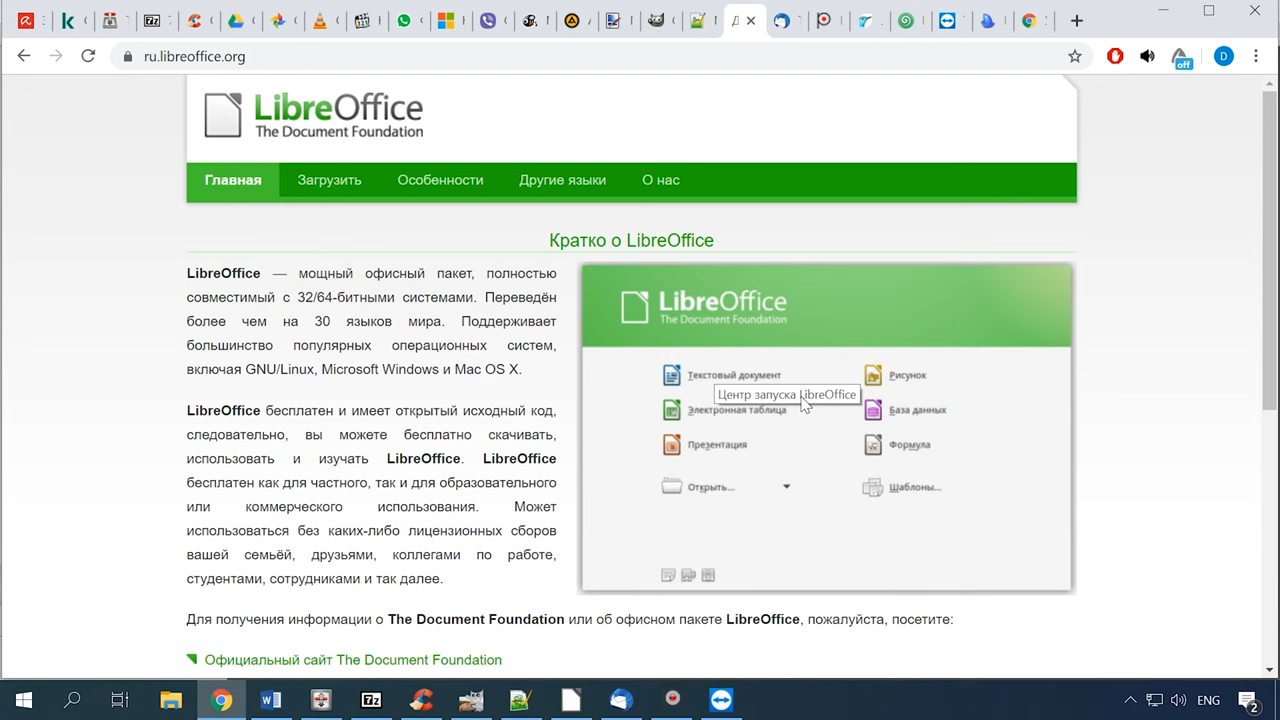 ru.libreoffice.org
off
D
LibreOffice
The Document Foundation
Главная
Загрузить
Особенности
Другие языки
О нас
Кратко о LibreOffice
LibreOffice — мощный офисный пакет, полностью
совместимый с 32/64-битными системами. Переведён
более чем на 30 языков мира. Поддерживает
большинство популярных операционных систем,
включая GNU/Linux, Microsoft Windows и Mac OS X.
LibreOffice бесплатен и имеет открытый исходный код,
следовательно, вы можете бесплатно скачивать,
использовать и изучать LibreOffice. LibreOffice
бесплатен как для частного, так и для образовательного
или коммерческого использования. Может
использоваться без каких-либо лицензионных сборов
вашей семьёй, друзьями, коллегами по работе,
студентами, сотрудниками и так далее.
LibreOffice
The Document Foundation
Текстовый документ
Рисунок
Центр запуска LibreOffice
Электронная таблица
База данных
Презентация
Формула
Открыть...
Шаблоны...
Для получения информации о The Document Foundation или об офисном пакете LibreOffice, пожалуйста, посетите:
Официальный сайт The Document Foundation
7z
ENG
2